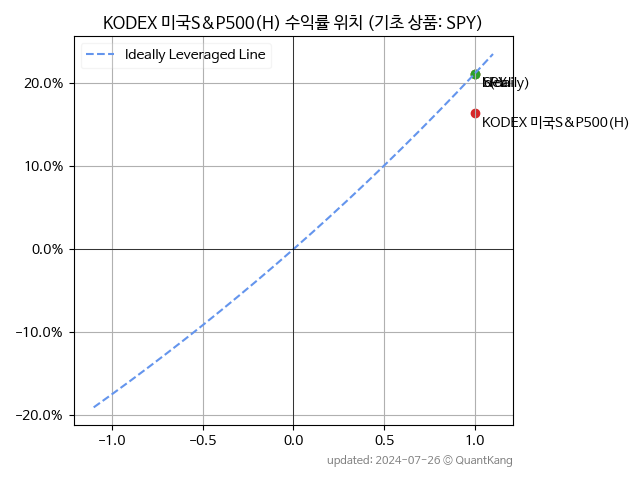 KODEX 미국S&P500(H) 수익률 위치 (기초 상품: SPY)
Ideally Leveraged Line
20.0%
KODEX 미국S&P500(H)
10.0%
0.0%
-10.0%
-20.0%
-1.0
-0.5
0.0
0.5
1.0
updated: 2024-07-26 © QuantKang